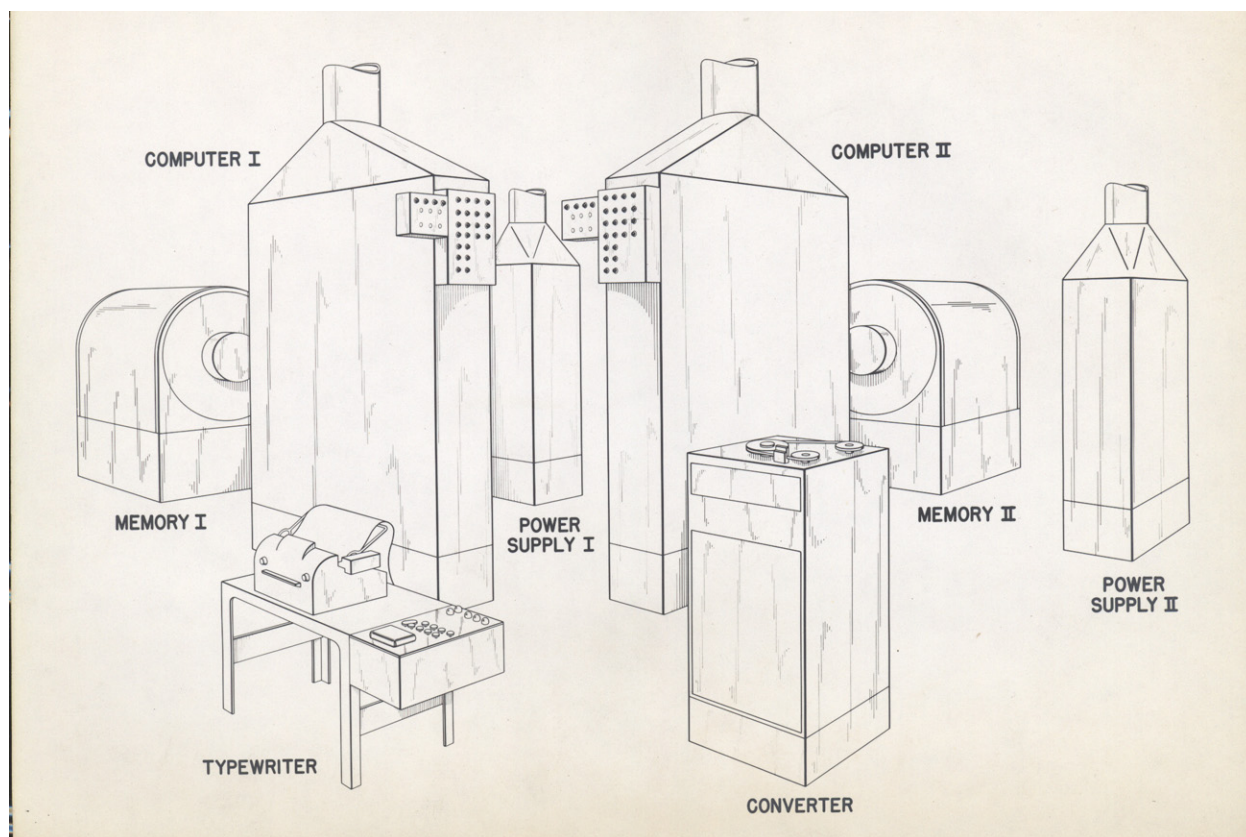 COMPUTER I
COMPUTER II
MEMORY I
POWER
SUPPLY I
MEMORY II
POWER
SUPPLY II
TYPEWRITER
CONVERTER